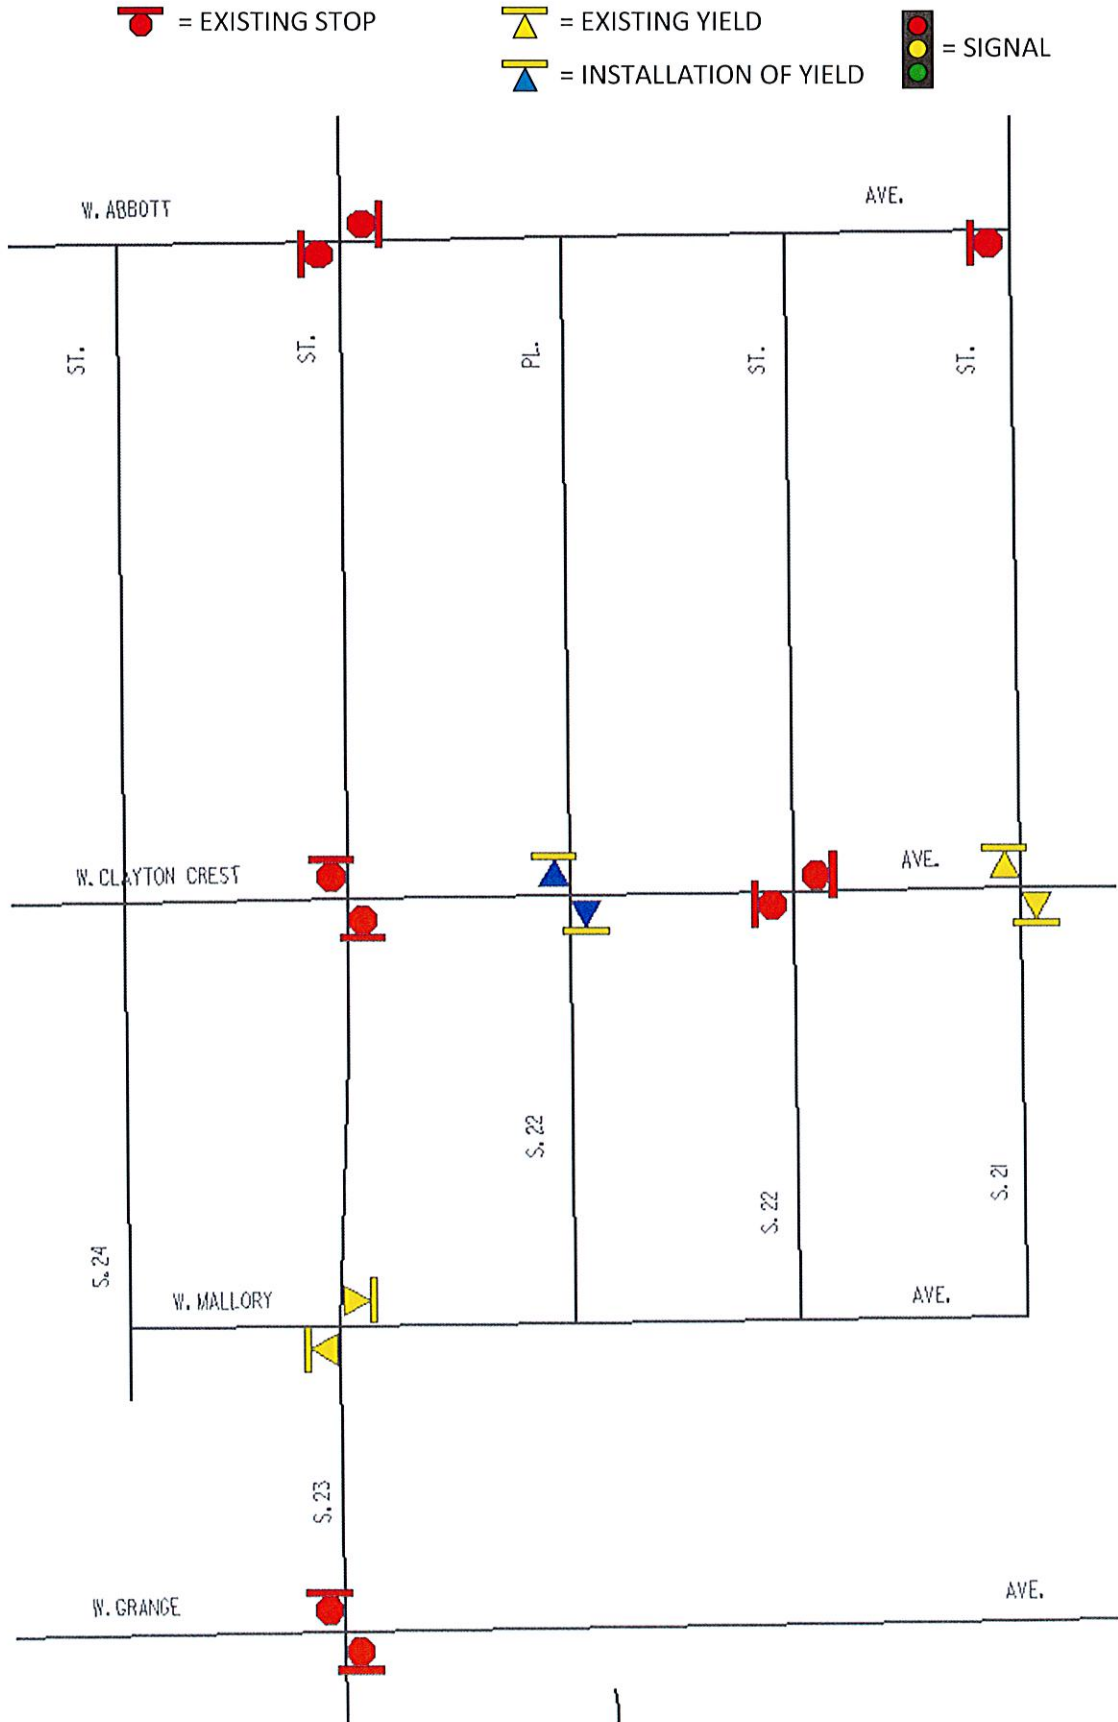 = EXISTING STOP
= EXISTING YIELD
= INSTALLATION OF YIELD
= SIGNAL
W. ABBOTT AVE.
ST. ST. PL. ST. ST.
W. CLAYTON CREST AVE.
S. 22
S. 21
S. 22
S. 24
W. MALLORY AVE.
S. 23
W. GRANGE AVE.